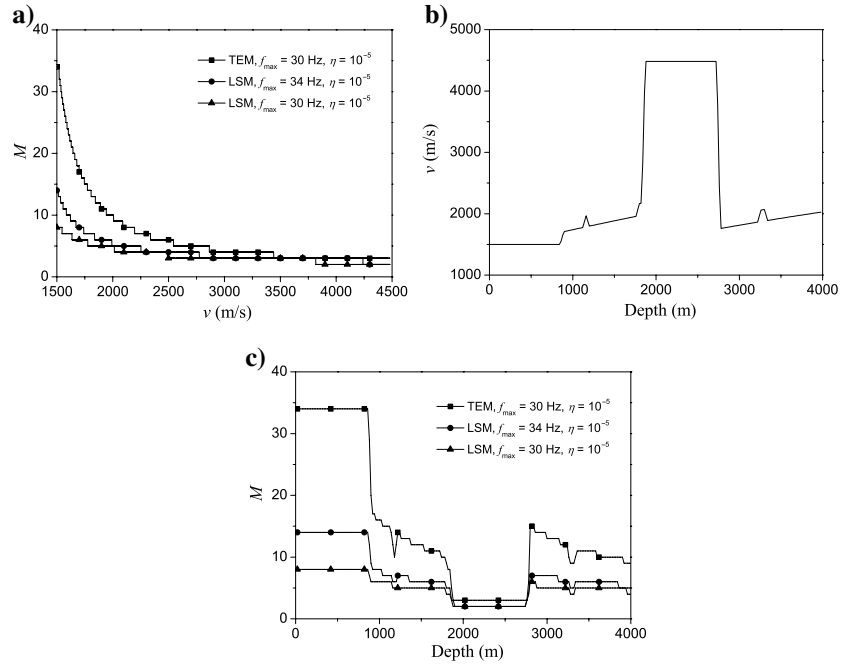 a)
40
30
20
10
0
M
TEM, fmax = 30 Hz, η = 10⁻⁵
LSM, fmax = 34 Hz, η = 10⁻⁵
LSM, fmax = 30 Hz, η = 10⁻⁵
1500 2000 2500 3000 3500 4000 4500
v (m/s)
b)
5000
4000
3000
2000
1000
v (m/s)
0 1000 2000 3000 4000
Depth (m)
c)
40
30
20
10
0
M
TEM, fmax = 30 Hz, η = 10⁻⁵
LSM, fmax = 34 Hz, η = 10⁻⁵
LSM, fmax = 30 Hz, η = 10⁻⁵
0 1000 2000 3000 4000
Depth (m)